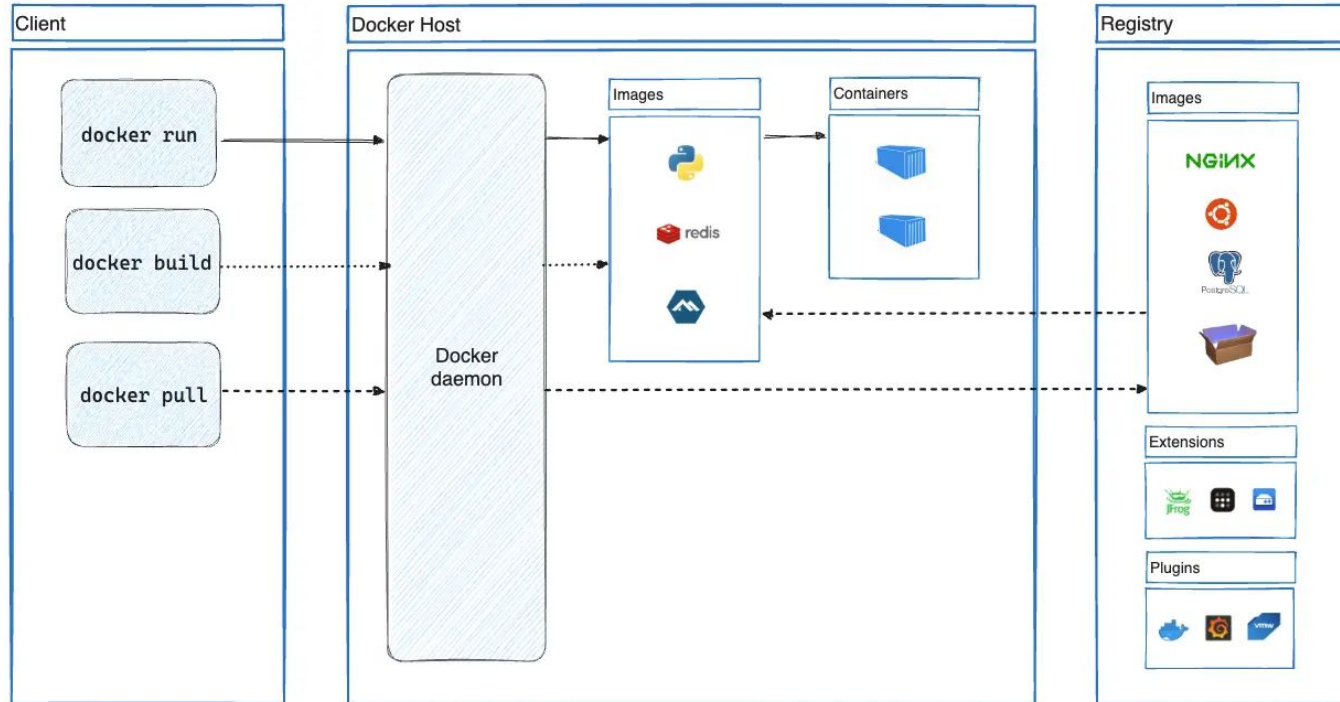 Client
Docker Host
Registry
docker run
docker build
docker pull
Docker
daemon
Images
redis
Containers
Images
NGINX
PostgreSQL
Extensions
JFrog
Plugins
vmw